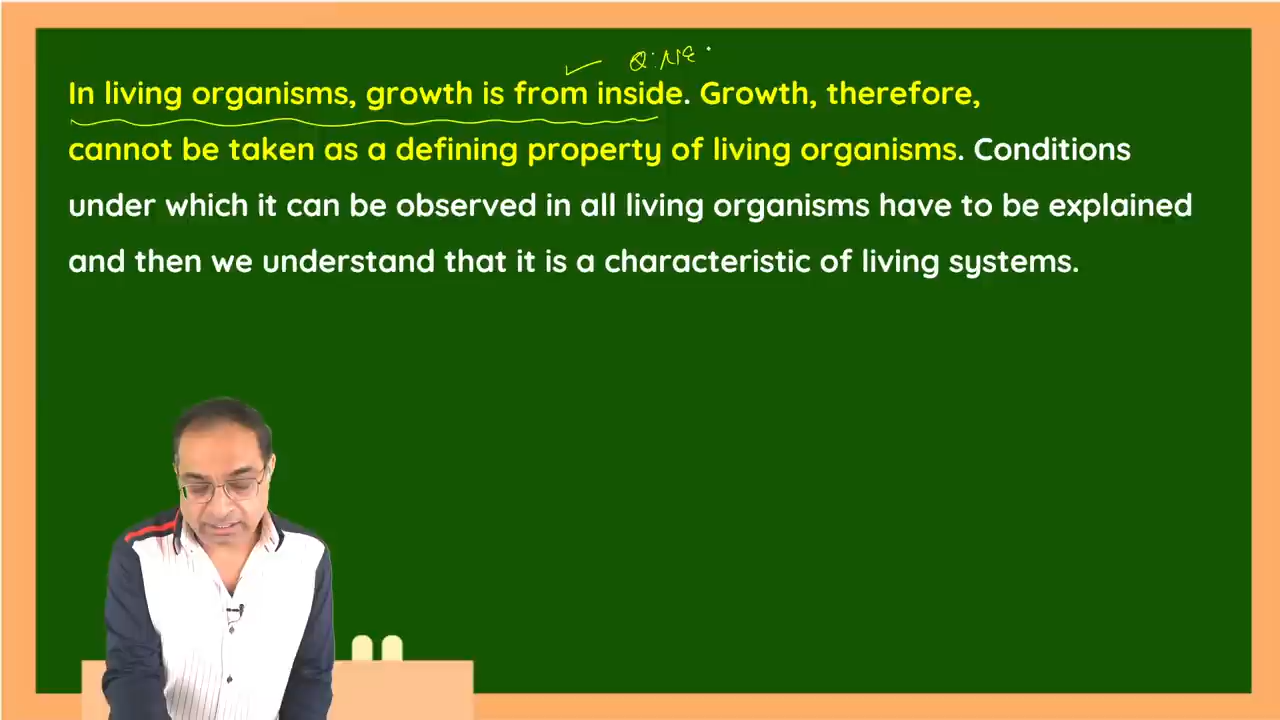 In living organisms, growth is from inside. Growth, therefore,
cannot be taken as a defining property of living organisms. Conditions
under which it can be observed in all living organisms have to be explained
and then we understand that it is a characteristic of living systems.